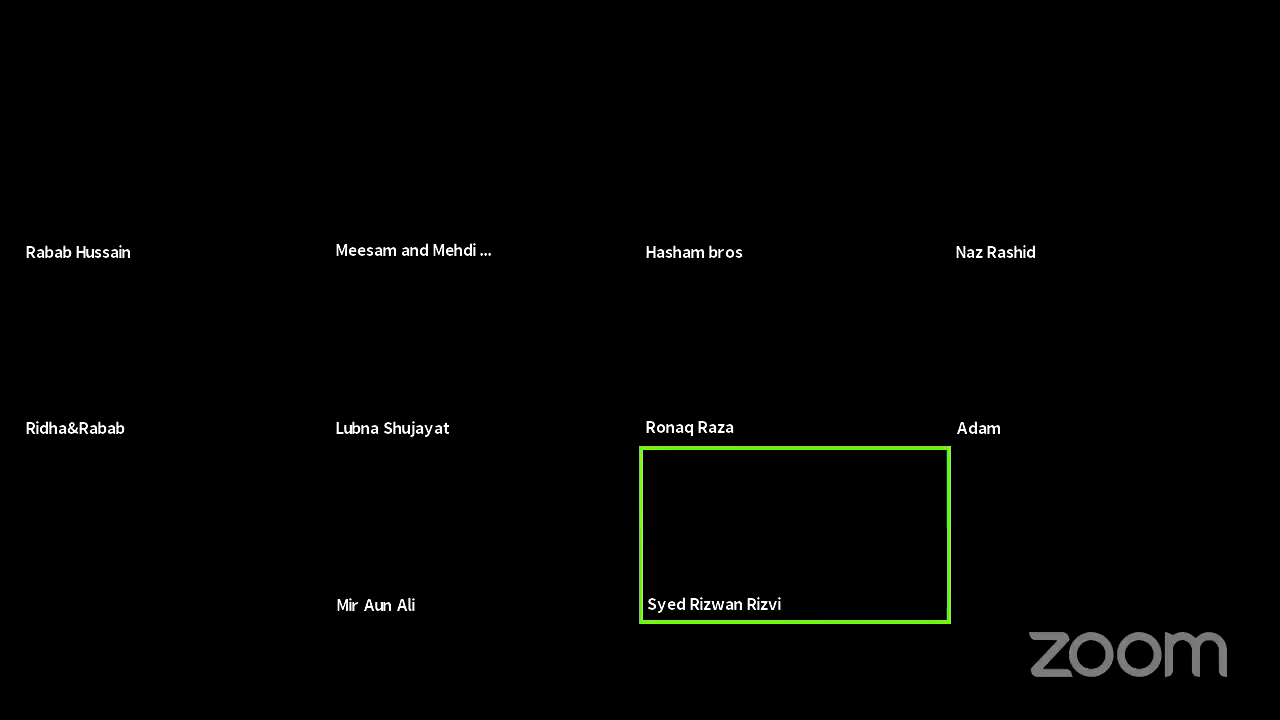 Rabab Hussain
Meesam and Mehdi ...
Hasham bros
Naz Rashid
Ridha&Rabab
Lubna Shujayat
Ronaq Raza
Adam
Mir Aun Ali
Syed Rizwan Rizvi
zoom